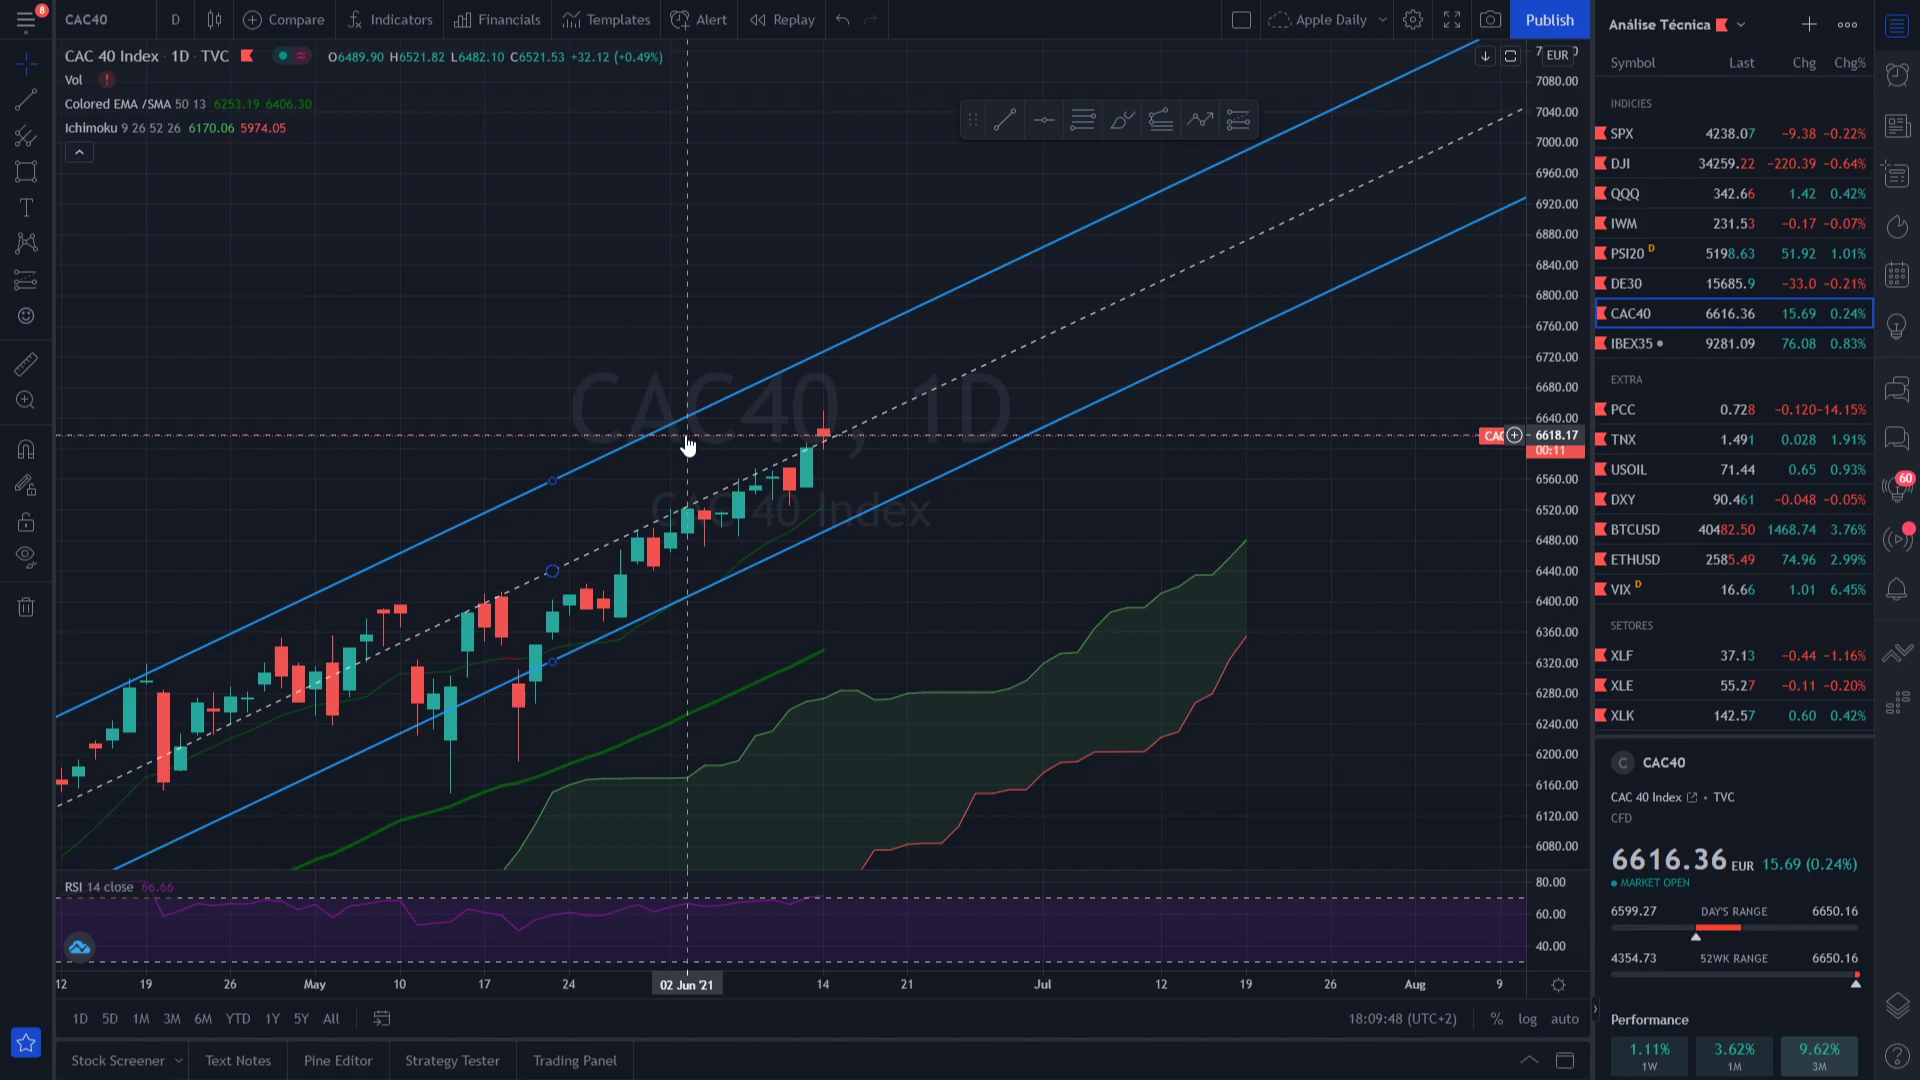 8
CAC40 D Compare Indicators Financials Templates Alert Replay Apple Daily Publish
CAC 40 Index · 1D · TVC O6489.90 H6521.82 L6482.10 C6521.53 +32.12 (+0.49%)
Vol !
Colored EMA /SMA 50 13 6253.19 6406.30
Ichimoku 9 26 52 26 6170.06 5974.05
CAC40, 1D
CAC 40 Index
EUR
7080.00
7040.00
7000.00
6960.00
6920.00
6880.00
6840.00
6800.00
6760.00
6720.00
6680.00
6640.00
CAC 6618.17
00:11
6560.00
6520.00
6480.00
6440.00
6400.00
6360.00
6320.00
6280.00
6240.00
6200.00
6160.00
6120.00
6080.00
RSI 14 close 66.66
80.00
60.00
40.00
12 19 26 May 10 17 24 02 Jun '21 14 21 Jul 12 19 26 Aug 9
1D 5D 1M 3M 6M YTD 1Y 5Y All 18:09:48 (UTC+2) % log auto
Stock Screener Text Notes Pine Editor Strategy Tester Trading Panel
Análise Técnica
Symbol Last Chg Chg%
INDICIES
SPX 4238.07 −9.38 −0.22%
DJI 34259.22 −220.39 −0.64%
QQQ 342.66 1.42 0.42%
IWM 231.53 −0.17 −0.07%
PSI20 D 5198.63 51.92 1.01%
DE30 15685.9 −33.0 −0.21%
CAC40 6616.36 15.69 0.24%
IBEX35 9281.09 76.08 0.83%
EXTRA
PCC 0.728 −0.120 −14.15%
TNX 1.491 0.028 1.91%
USOIL 71.44 0.65 0.93%
DXY 90.461 −0.048 −0.05%
BTCUSD 40482.50 1468.74 3.76%
ETHUSD 2585.49 74.96 2.99%
VIX D 16.66 1.01 6.45%
SETORES
XLF 37.13 −0.44 −1.16%
XLE 55.27 −0.11 −0.20%
XLK 142.57 0.60 0.42%
C CAC40
CAC 40 Index • TVC
CFD
6616.36 EUR 15.69 (0.24%)
MARKET OPEN
6599.27 DAY'S RANGE 6650.16
4354.73 52WK RANGE 6650.16
Performance
1.11% 3.62% 9.62%
1W 1M 3M
60